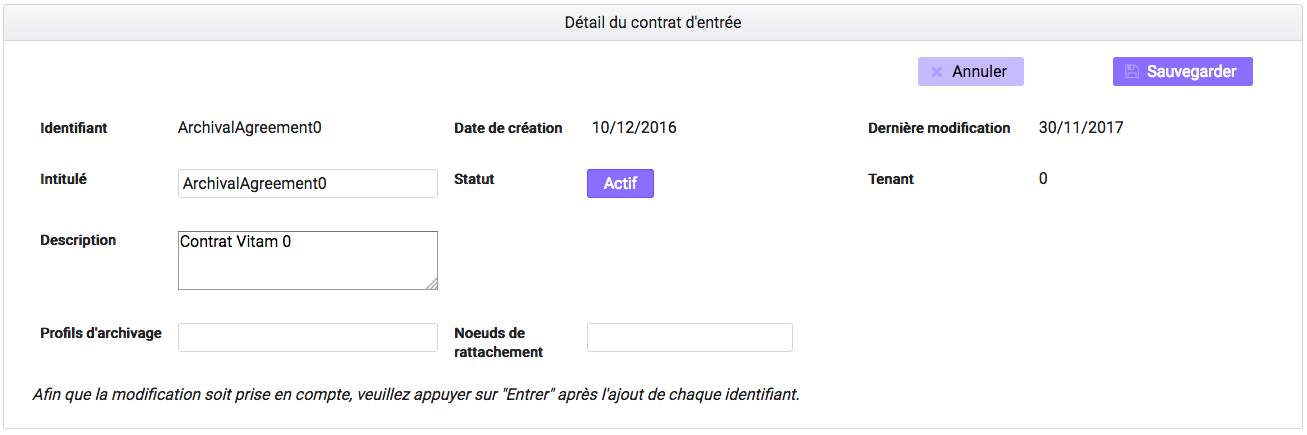 Détail du contrat d'entrée
Annuler Sauvegarder
Identifiant ArchivalAgreement0 Date de création 10/12/2016 Dernière modification 30/11/2017
Intitulé ArchivalAgreement0 Statut Actif Tenant 0
Description Contrat Vitam 0
Profils d'archivage Noeuds de
rattachement
Afin que la modification soit prise en compte, veuillez appuyer sur "Entrer" après l'ajout de chaque identifiant.